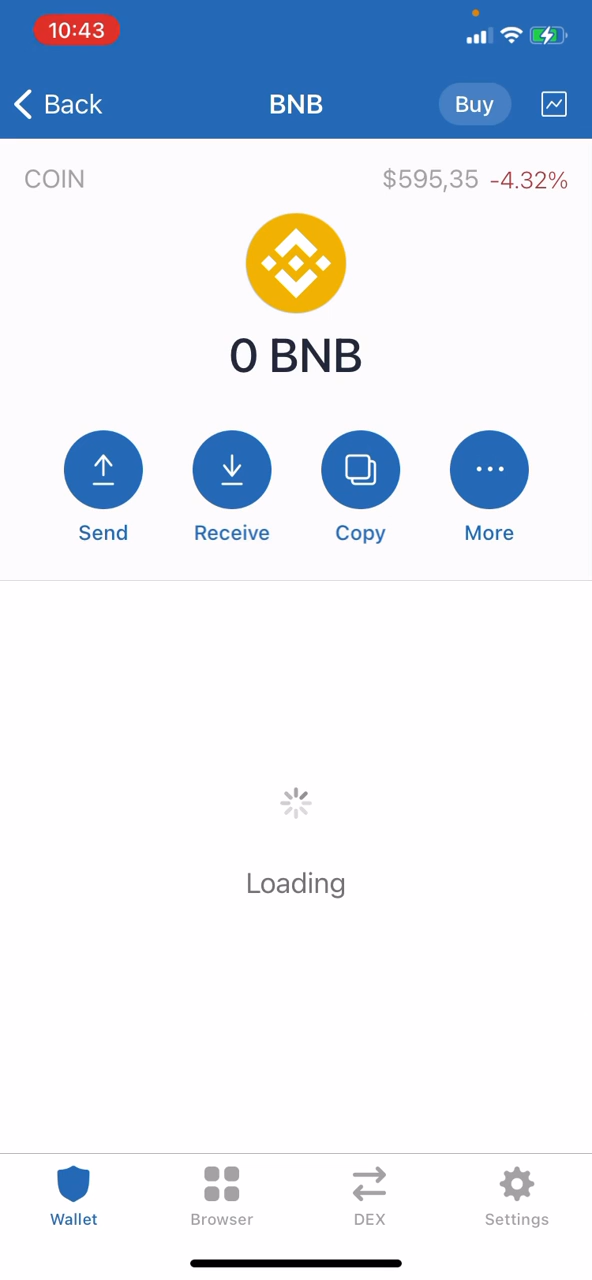 10:43
Back BNB Buy
COIN $595,35 -4.32%
0 BNB
Send Receive Copy More
Loading
Wallet Browser DEX Settings